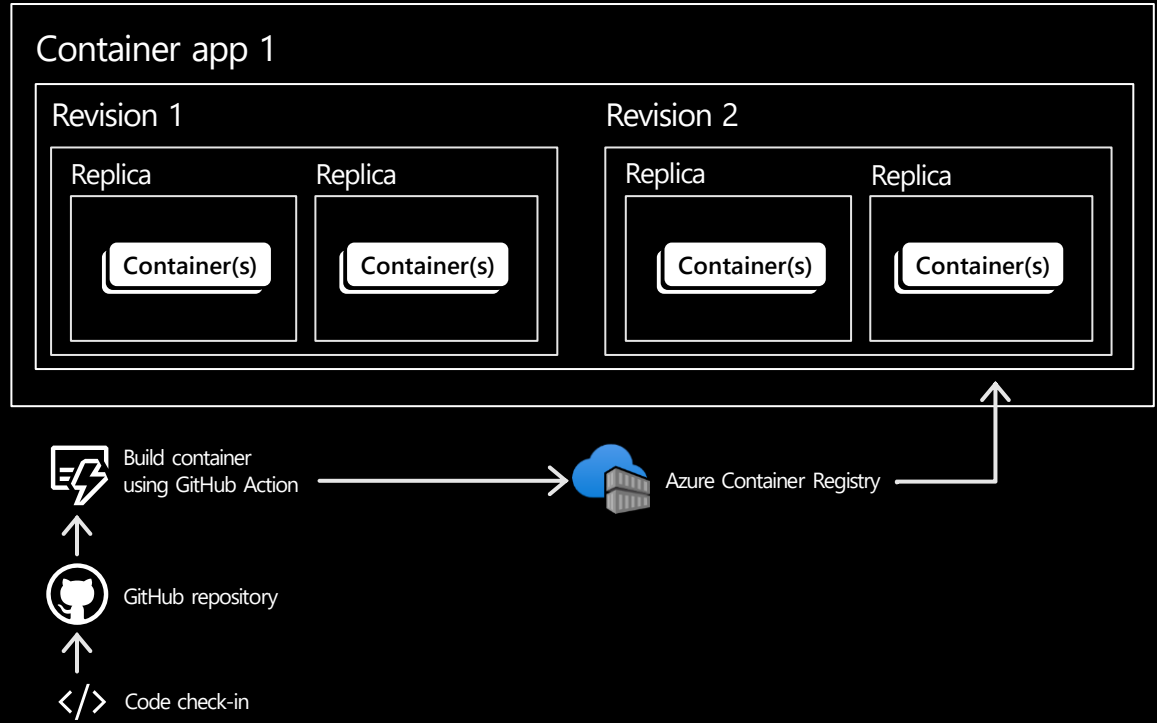 Container app 1
Revision 1
Revision 2
Replica
Replica
Replica
Replica
Container(s)
Container(s)
Container(s)
Container(s)
Build container
using GitHub Action
Azure Container Registry
GitHub repository
</> Code check-in